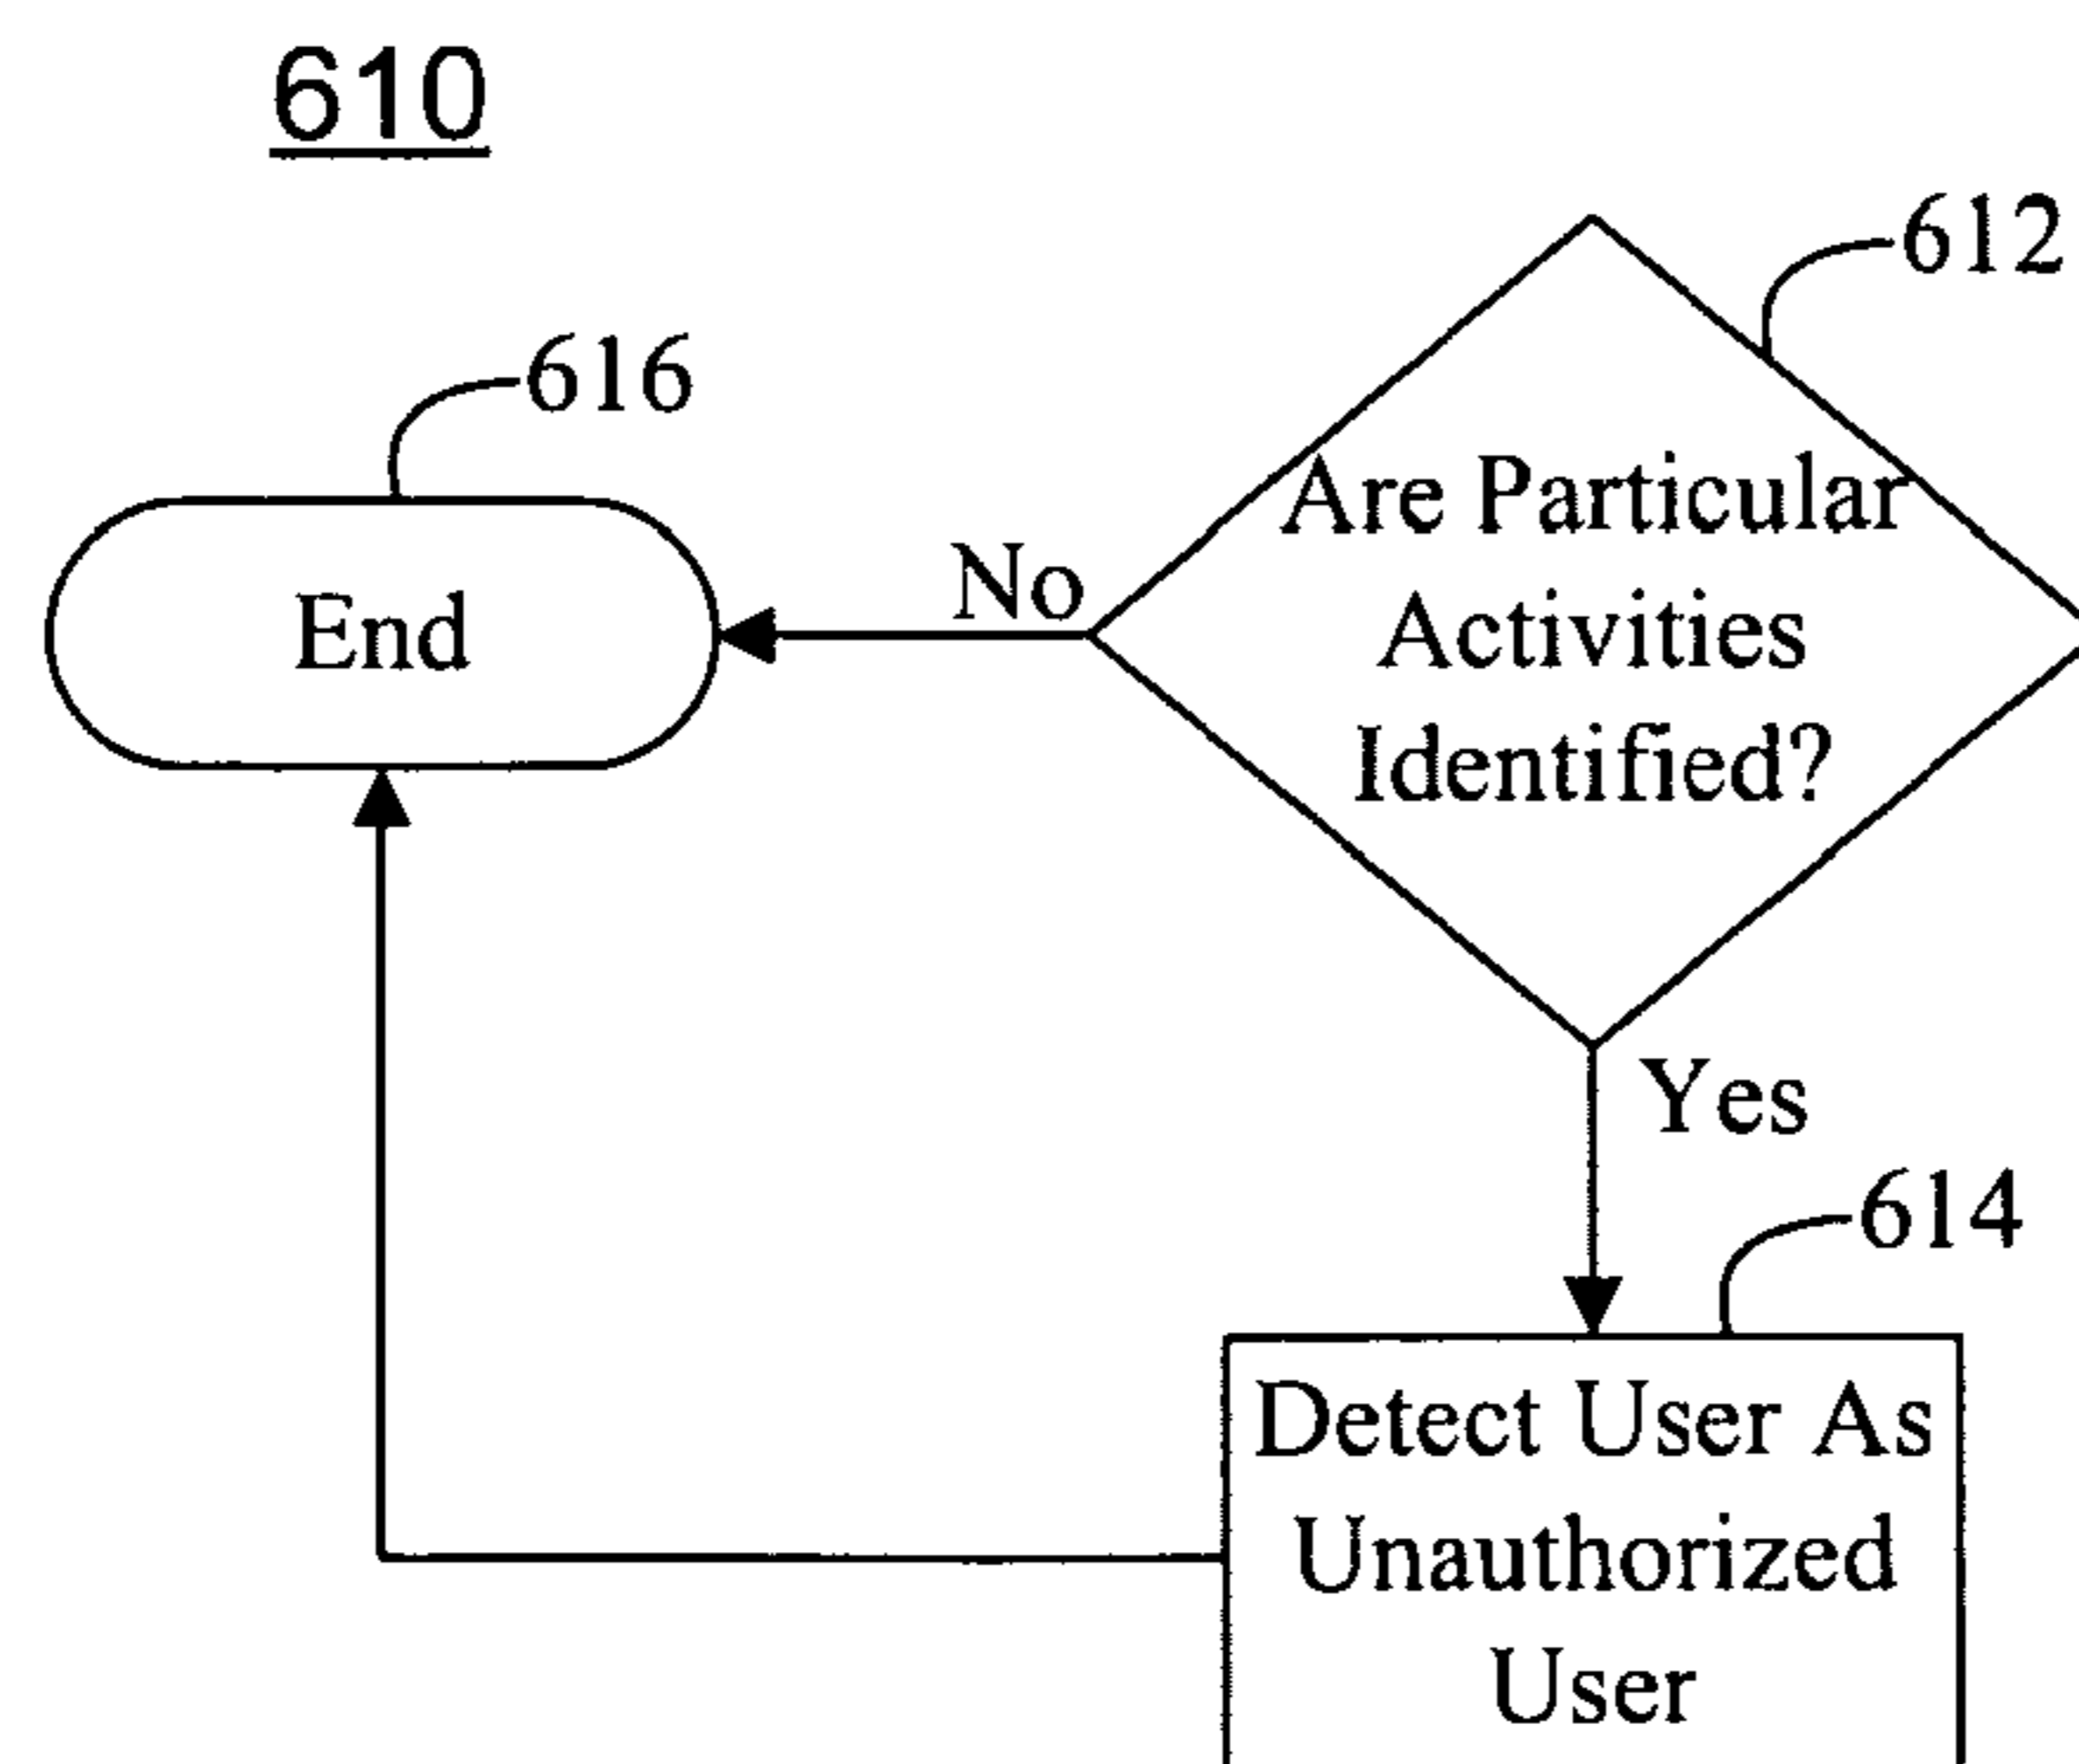 610
612
616
Are Particular
Activities
Identified?
No
End
Yes
614
Detect User As
Unauthorized
User